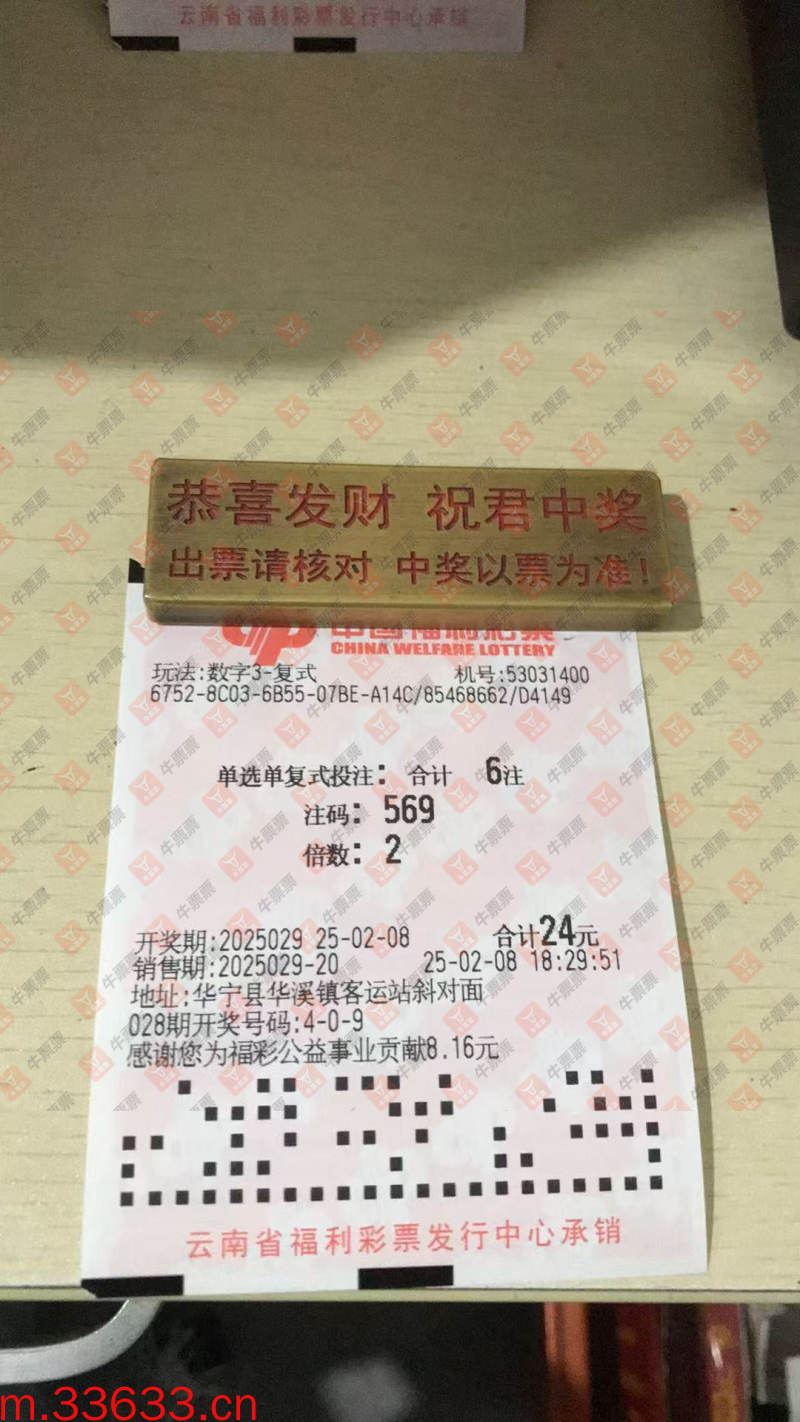 云南省福利彩票发行中心承销
恭喜发财 祝君中奖
出票请核对 中奖以票为准！
中国福利彩票
CHINA WELFARE LOTTERY
玩法:数字3-复式 机号:53031400
6752-8C03-6B55-07BE-A14C/85468662/D4149
单选单复式投注: 合计 6注
注码: 569
倍数: 2
开奖期:2025029 25-02-08 合计24元
销售期:2025029-20 25-02-08 18:29:51
地址:华宁县华溪镇客运站斜对面
028期开奖号码:4-0-9
感谢您为福彩公益事业贡献8.16元
云南省福利彩票发行中心承销
牛票票
m.33633.cn